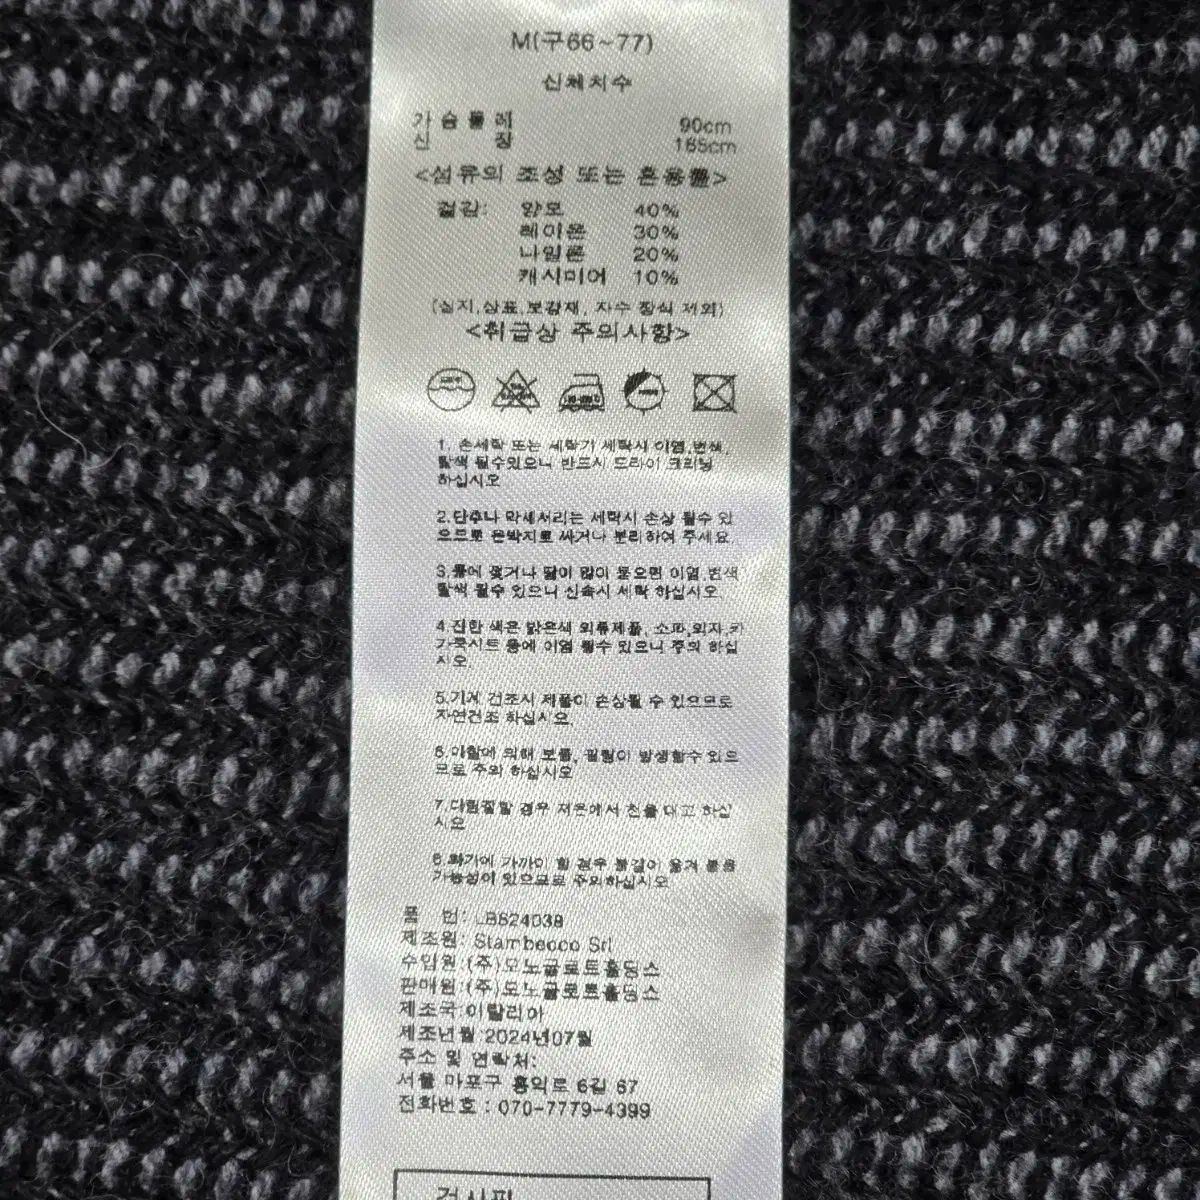 M(구66~77)
신체치수
가 슴 둘 레 90cm
신 장 165cm
<섬유의 조성 또는 혼용률>
겉감: 양모 40%
레이온 30%
나일론 20%
캐시미어 10%
(심지,상표,보강재, 자수 장식 제외)
<취급상 주의사항>
1. 손세탁 또는 세탁기 세탁시 이염,변색
탈색 될수있으니 반드시 드라이 크리닝
하십시오
2.단추나 악세서리는 세탁시 손상 될수 있
으므로 은박지로 싸거나 분리하여 주세요.
3.물에 젖거나 땀이 많이 묻으면 이염,변색
탈색 될수 있으니 신속시 세탁 하십시오.
4.진한 색은 밝은색 의류제품, 소파,의자,카
가죽시트 등에 이염 될수 있으니 주의 하십
시오
5.기계 건조시 제품이 손상될 수 있으므로
자연건조 하십시오.
6.마찰에 의해 보풀, 필링이 발생할수 있으
므로 주의 하십시오
7.다림질할 경우 저온에서 천을 대고 하십
시오
8.화기에 가까이 할 경우 불길이 옮겨 붙을
가능성이 있으므로 주의하십시오
품 번: LBS24039
제조원: Stambecco Srl
수입원:(주)모노글로트홀딩스
판매원:(주)모노글로트홀딩스
제조국:이탈리아
제조년월 2024년07월
주소 및 연락처:
서울 마포구 홍익로 6길 67
전화번호 : 070-7779-4399